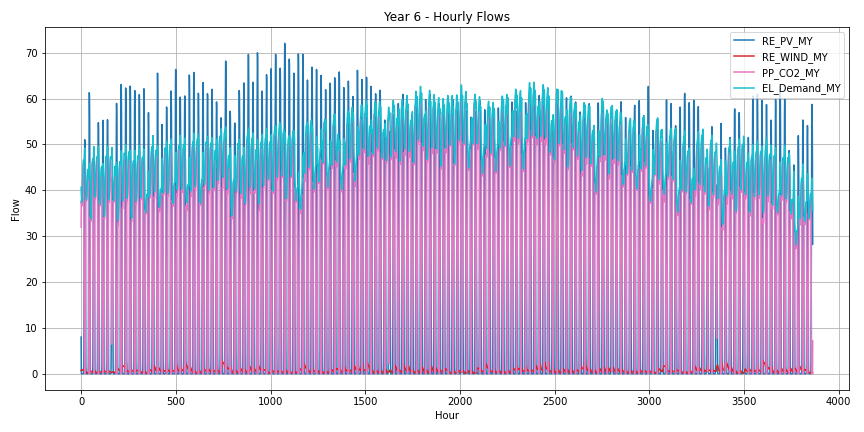 Year 6 - Hourly Flows
RE_PV_MY
RE_WIND_MY
PP_CO2_MY
EL_Demand_MY
70
60
50
40
30
20
10
0
Flow
0 500 1000 1500 2000 2500 3000 3500 4000
Hour